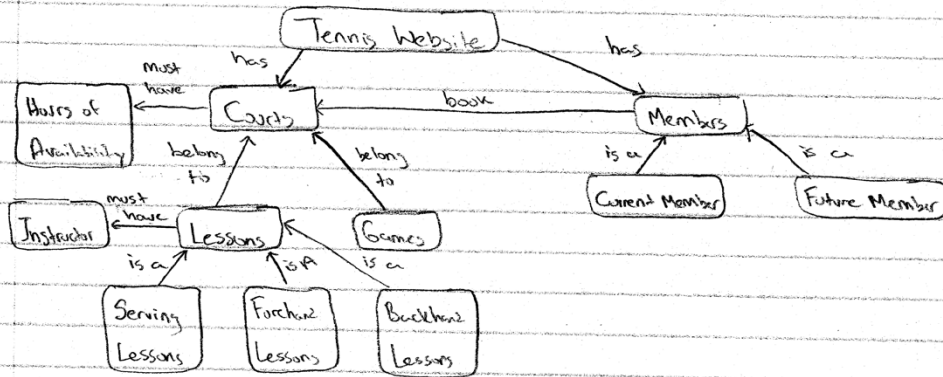 Tennis Website
has
has
must
have
Hours of
Availability
Courts
book
Members
belong
to
belong
to
is a
is a
Current Member
Future Member
must
have
Instructor
Lessons
Games
is a
is A
is a
Serving
Lessons
Forehand
Lessons
Backhand
Lessons